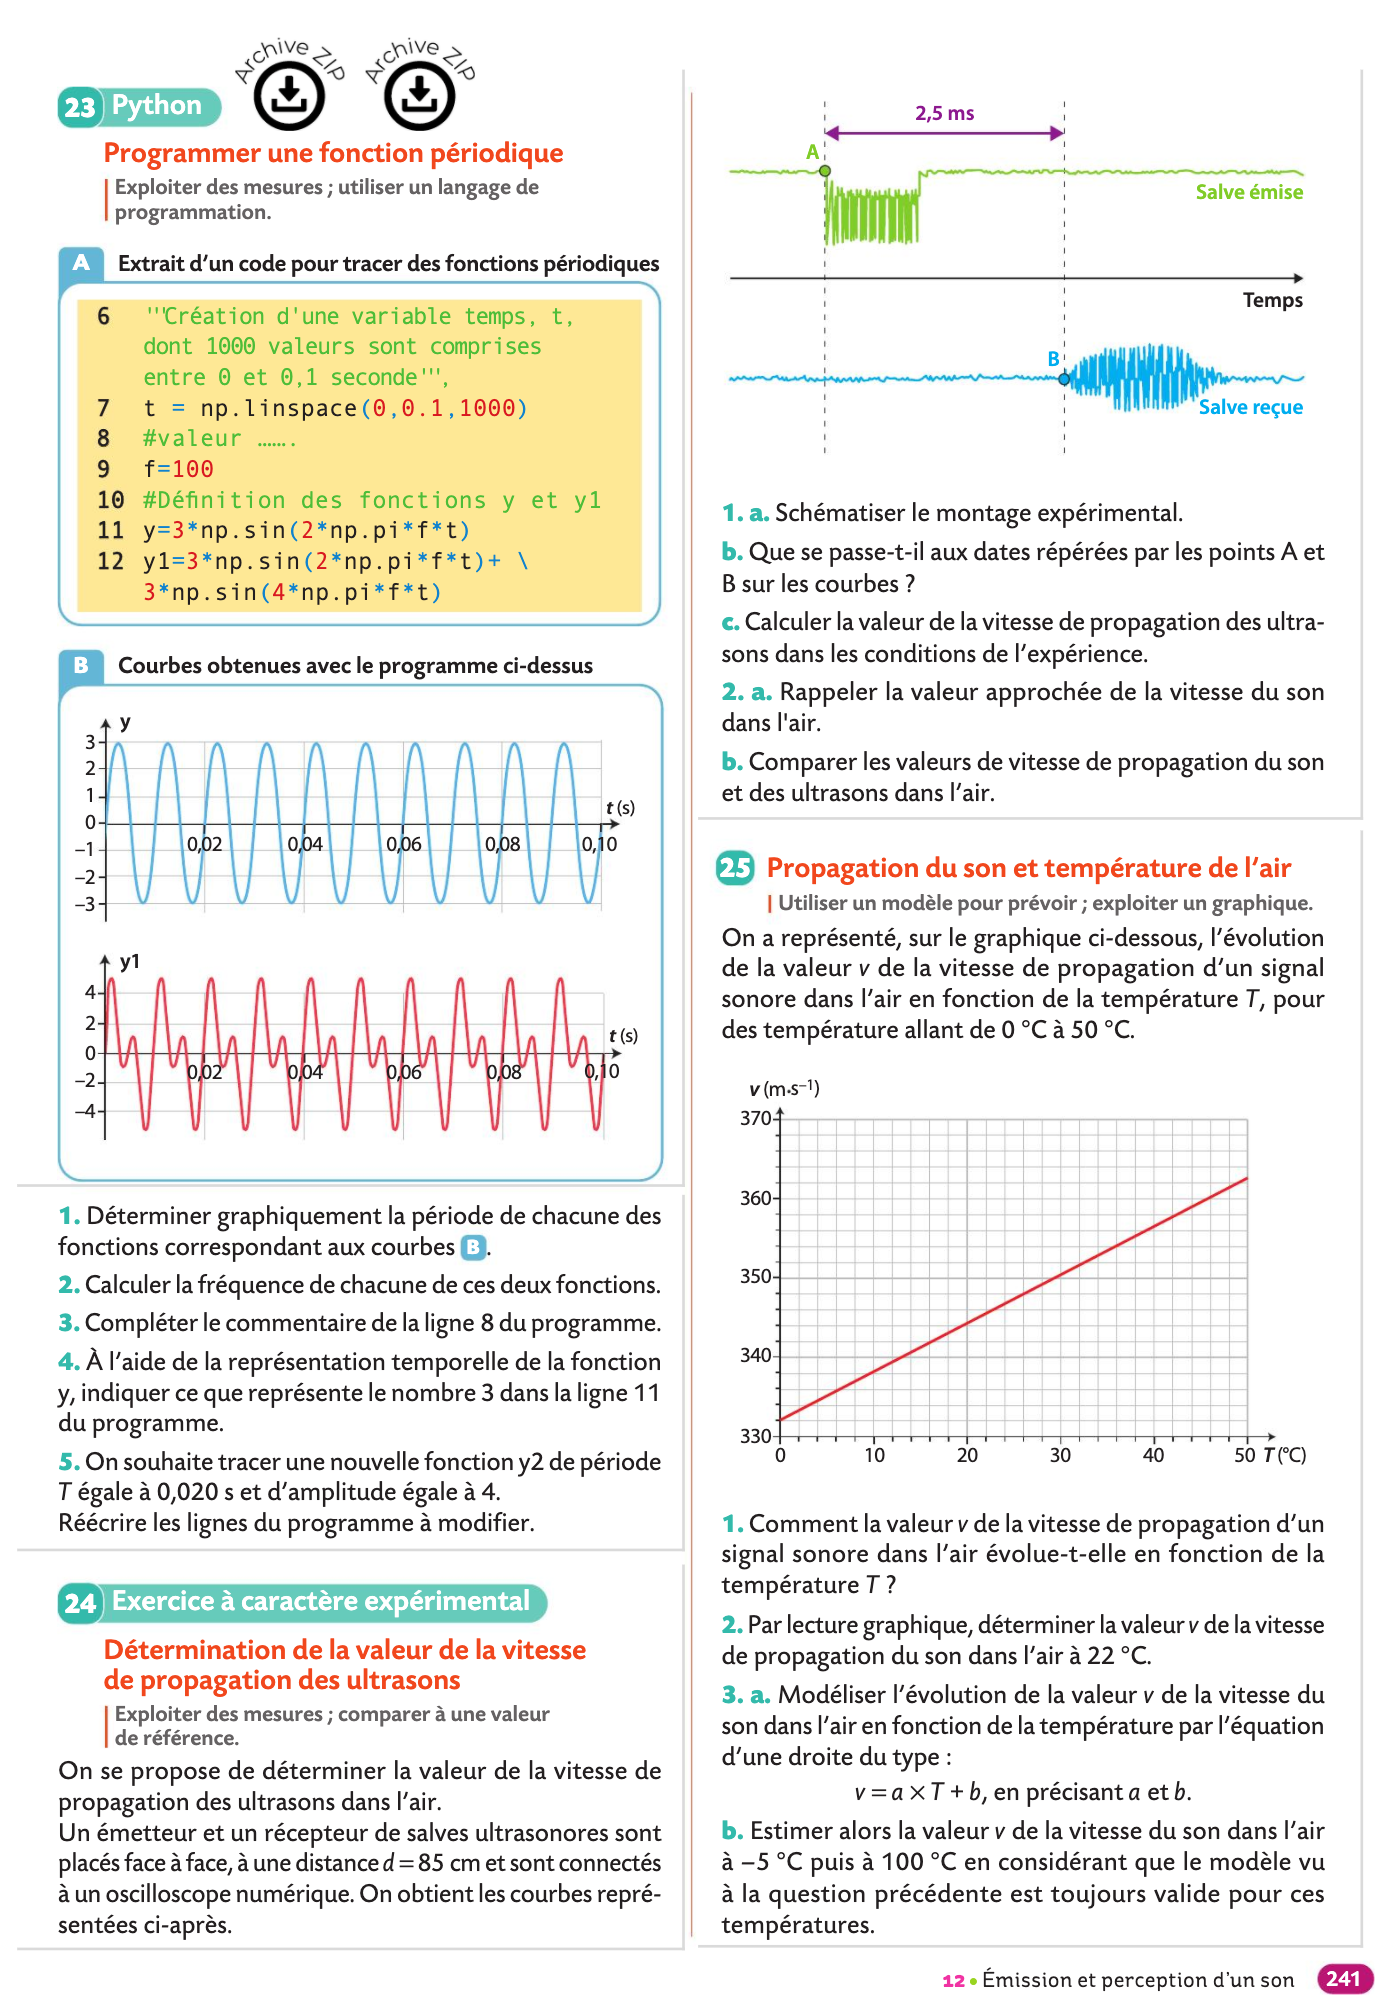 Archive ZIP
Archive ZIP
23 Python
Programmer une fonction périodique
Exploiter des mesures ; utiliser un langage de
programmation.
A Extrait d'un code pour tracer des fonctions périodiques
6 '''Création d'une variable temps, t,
dont 1000 valeurs sont comprises
entre 0 et 0,1 seconde''',
7 t = np.linspace(0,0.1,1000)
8 #valeur …….
9 f=100
10 #Définition des fonctions y et y1
11 y=3*np.sin(2*np.pi*f*t)
12 y1=3*np.sin(2*np.pi*f*t)+ \
3*np.sin(4*np.pi*f*t)
B Courbes obtenues avec le programme ci-dessus
y
3
2
1
0
–1
–2
–3
t (s)
0,02 0,04 0,06 0,08 0,10
y1
4
2
0
–2
–4
t (s)
0,02 0,04 0,06 0,08 0,10
1. Déterminer graphiquement la période de chacune des
fonctions correspondant aux courbes B.
2. Calculer la fréquence de chacune de ces deux fonctions.
3. Compléter le commentaire de la ligne 8 du programme.
4. À l'aide de la représentation temporelle de la fonction
y, indiquer ce que représente le nombre 3 dans la ligne 11
du programme.
5. On souhaite tracer une nouvelle fonction y2 de période
T égale à 0,020 s et d'amplitude égale à 4.
Réécrire les lignes du programme à modifier.
24 Exercice à caractère expérimental
Détermination de la valeur de la vitesse
de propagation des ultrasons
Exploiter des mesures ; comparer à une valeur
de référence.
On se propose de déterminer la valeur de la vitesse de
propagation des ultrasons dans l'air.
Un émetteur et un récepteur de salves ultrasonores sont
placés face à face, à une distance d = 85 cm et sont connectés
à un oscilloscope numérique. On obtient les courbes repré-
sentées ci-après.
2,5 ms
A
Salve émise
Temps
B
Salve reçue
1. a. Schématiser le montage expérimental.
b. Que se passe-t-il aux dates répérées par les points A et
B sur les courbes ?
c. Calculer la valeur de la vitesse de propagation des ultra-
sons dans les conditions de l'expérience.
2. a. Rappeler la valeur approchée de la vitesse du son
dans l'air.
b. Comparer les valeurs de vitesse de propagation du son
et des ultrasons dans l'air.
25 Propagation du son et température de l'air
Utiliser un modèle pour prévoir ; exploiter un graphique.
On a représenté, sur le graphique ci-dessous, l'évolution
de la valeur v de la vitesse de propagation d'un signal
sonore dans l'air en fonction de la température T, pour
des température allant de 0 °C à 50 °C.
v (m·s⁻¹)
370
360
350
340
330
0 10 20 30 40 50 T (°C)
1. Comment la valeur v de la vitesse de propagation d'un
signal sonore dans l'air évolue-t-elle en fonction de la
température T ?
2. Par lecture graphique, déterminer la valeur v de la vitesse
de propagation du son dans l'air à 22 °C.
3. a. Modéliser l'évolution de la valeur v de la vitesse du
son dans l'air en fonction de la température par l'équation
d'une droite du type :
v = a × T + b, en précisant a et b.
b. Estimer alors la valeur v de la vitesse du son dans l'air
à –5 °C puis à 100 °C en considérant que le modèle vu
à la question précédente est toujours valide pour ces
températures.
12 • Émission et perception d'un son 241